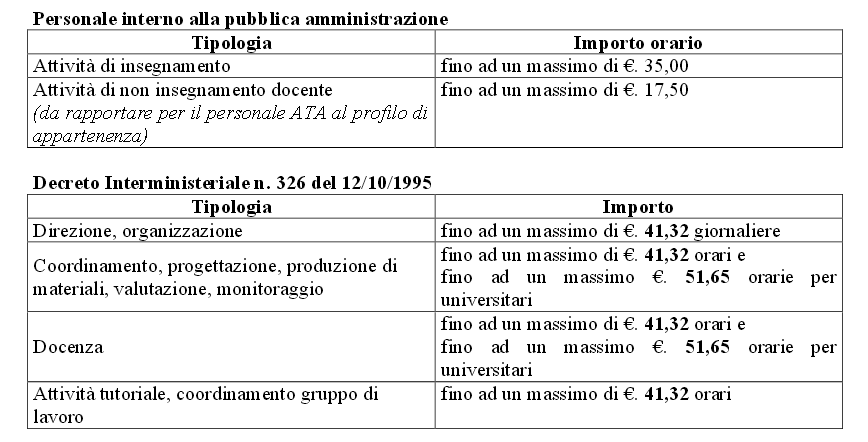 Personale interno alla pubblica amministrazione
Tipologia Importo orario
Attività di insegnamento fino ad un massimo di €. 35,00
Attività di non insegnamento docente fino ad un massimo di €. 17,50
(da rapportare per il personale ATA al profilo di
appartenenza)
Decreto Interministeriale n. 326 del 12/10/1995
Tipologia Importo
Direzione, organizzazione fino ad un massimo di €. 41,32 giornaliere
Coordinamento, progettazione, produzione di
materiali, valutazione, monitoraggio
fino ad un massimo di €. 41,32 orari e
fino ad un massimo €. 51,65 orarie per
universitari
Docenza
fino ad un massimo di €. 41,32 orari e
fino ad un massimo €. 51,65 orarie per
universitari
Attività tutoriale, coordinamento gruppo di
lavoro
fino ad un massimo di €. 41,32 orari